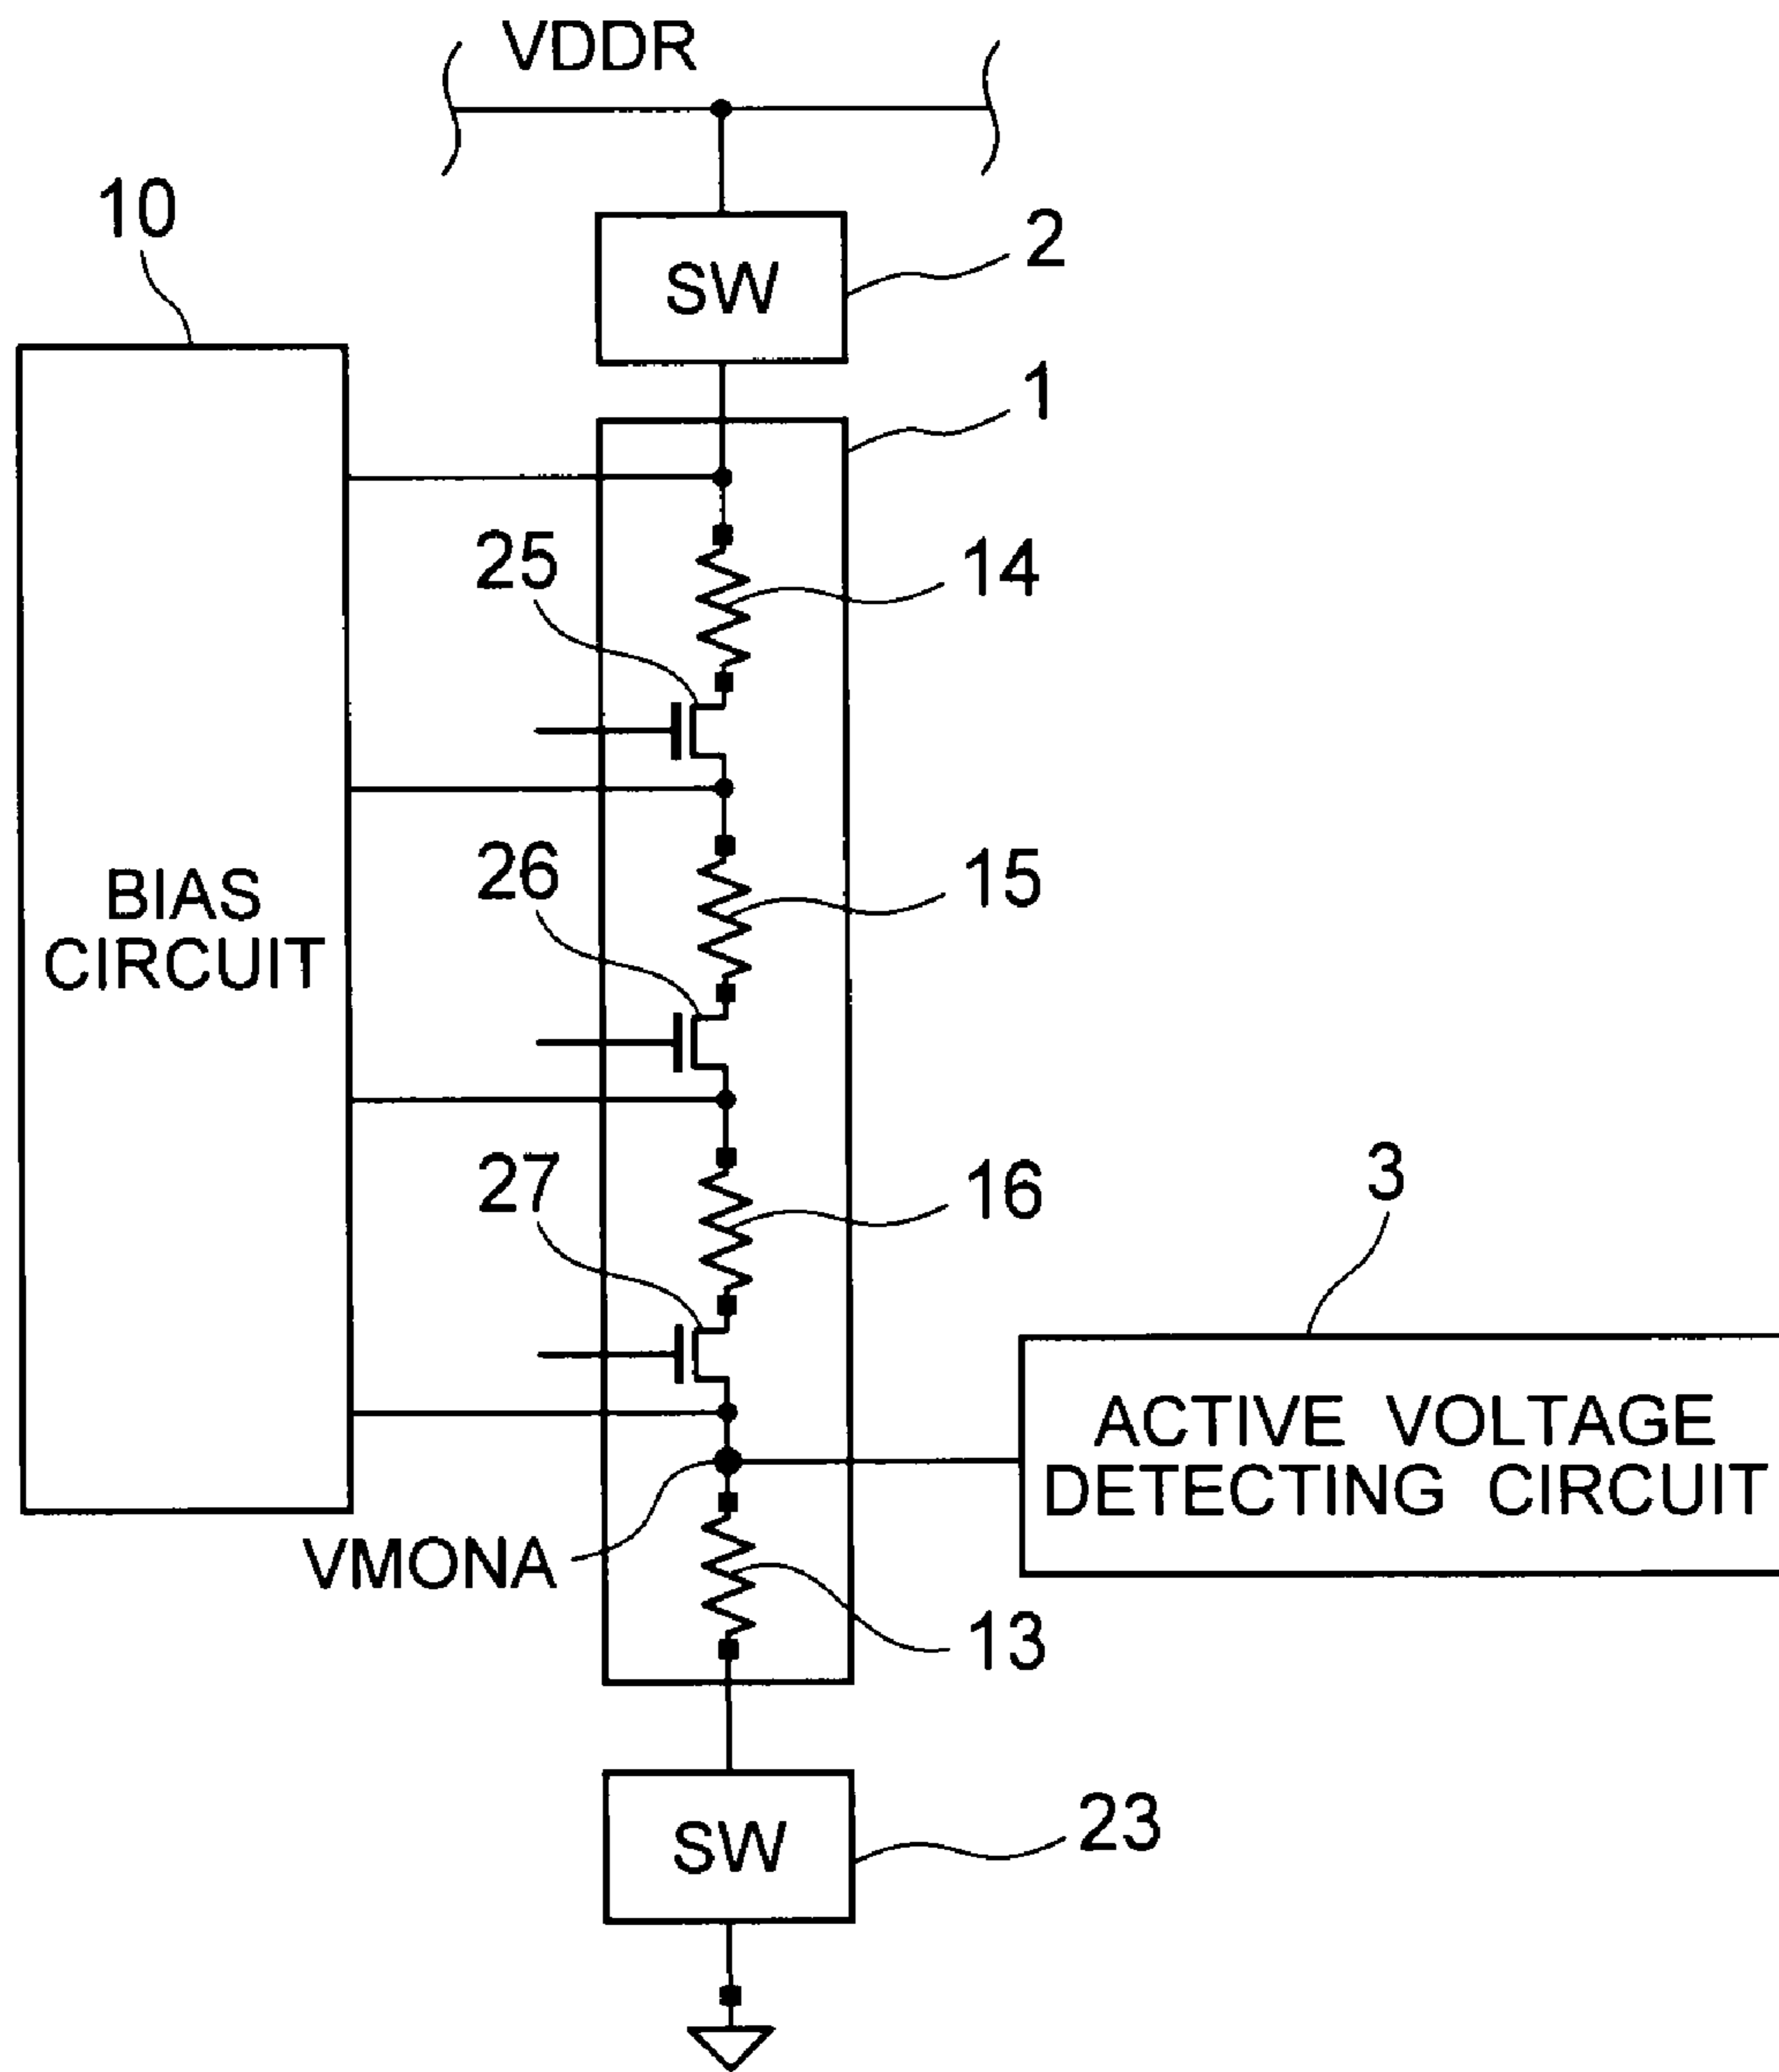 VDDR
10
2
SW
1
25
14
26
15
BIAS
CIRCUIT
27
16
3
ACTIVE VOLTAGE
DETECTING CIRCUIT
VMONA
13
SW
23